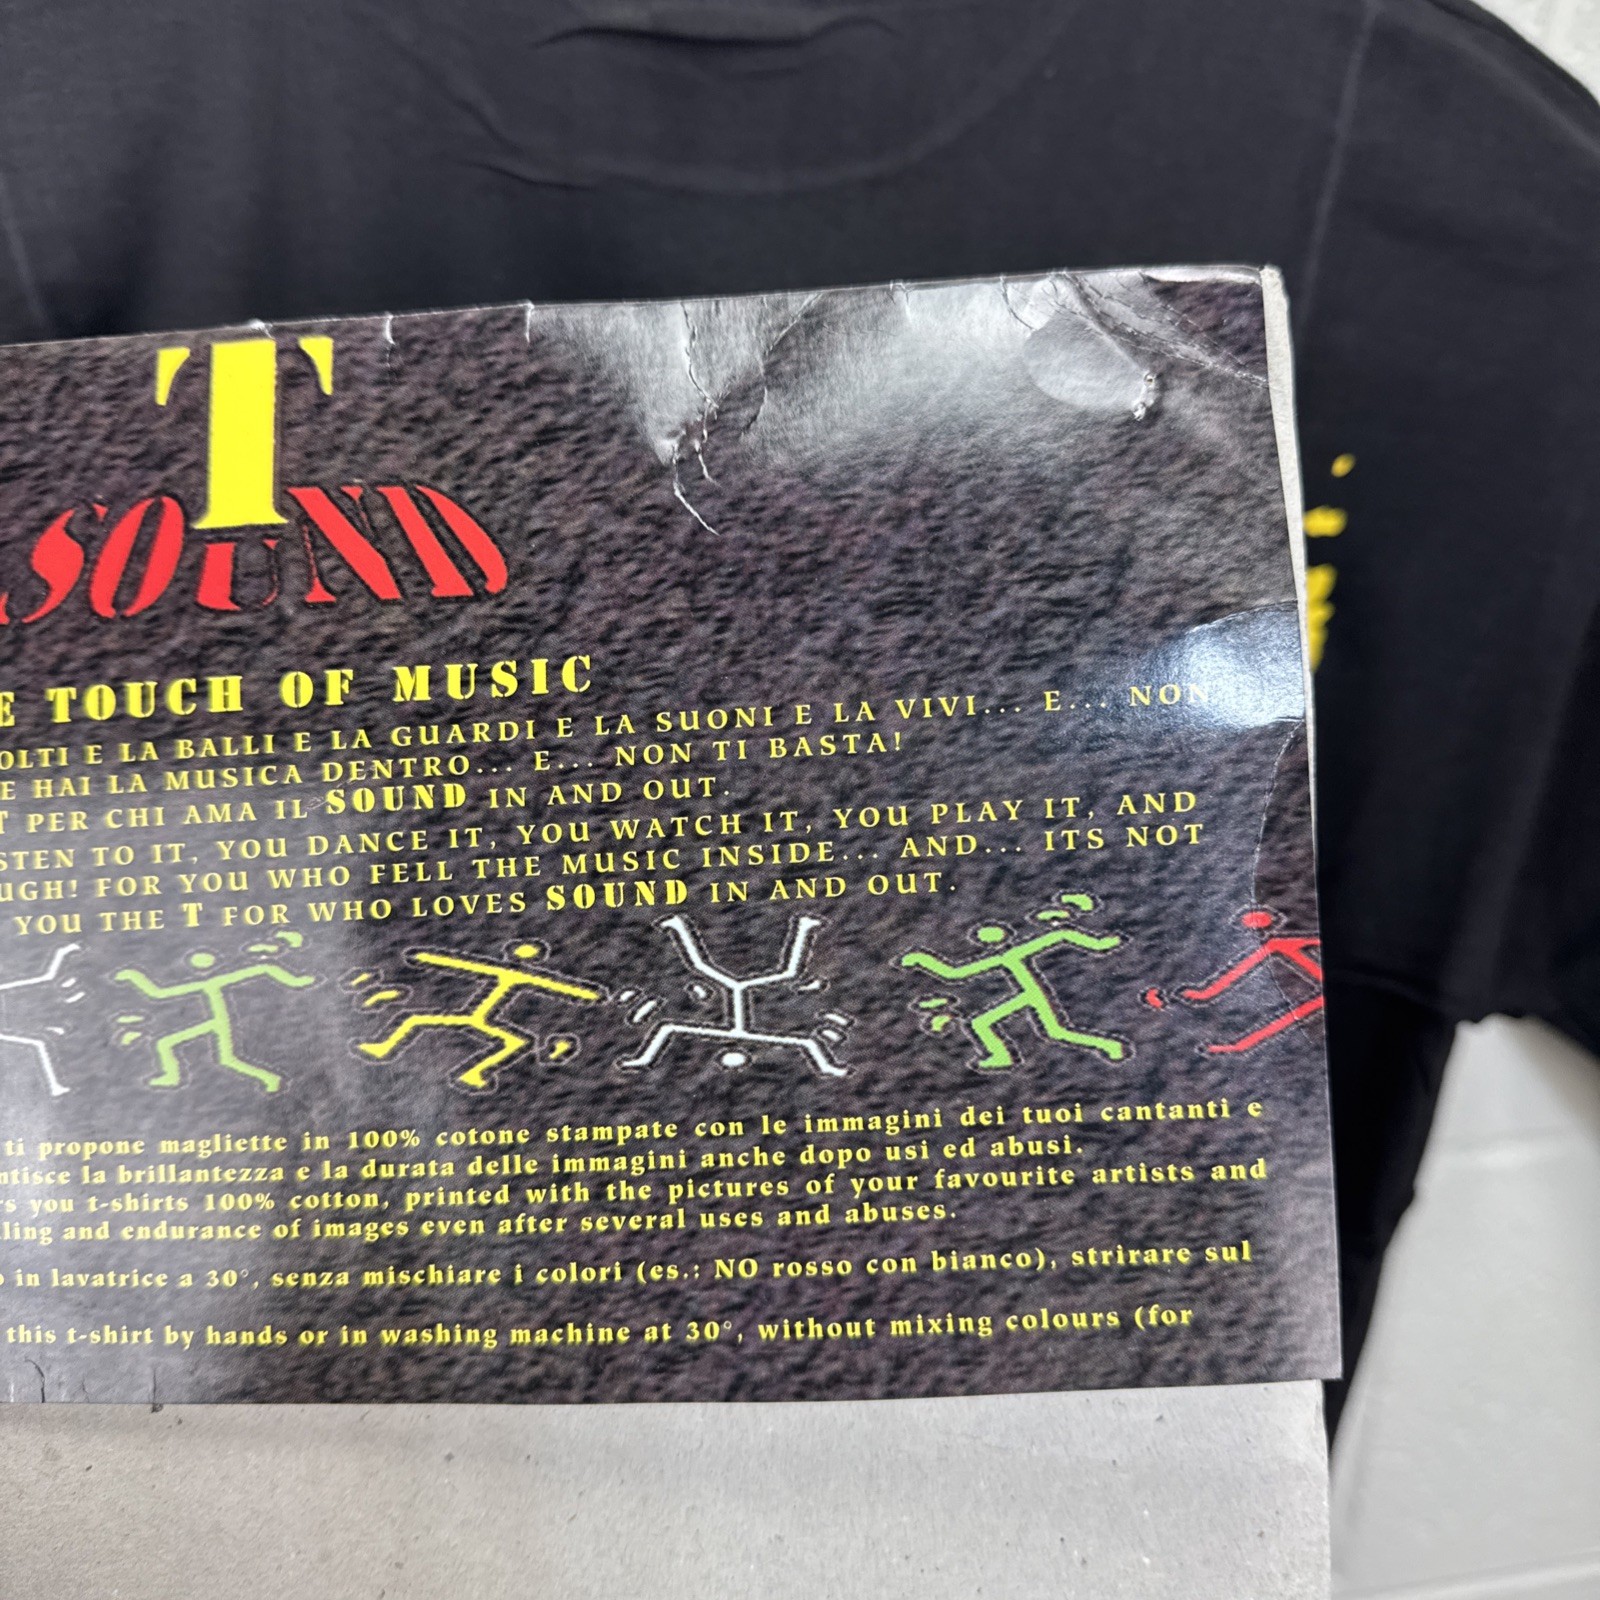 T
SOUND
E TOUCH OF MUSIC
OLTI E LA BALLI E LA GUARDI E LA SUONI E LA VIVI... E... NON
E HAI LA MUSICA DENTRO... E... NON TI BASTA!
T PER CHI AMA IL SOUND IN AND OUT.
STEN TO IT, YOU DANCE IT, YOU WATCH IT, YOU PLAY IT, AND
UGH! FOR YOU WHO FELL THE MUSIC INSIDE... AND... ITS NOT
YOU THE T FOR WHO LOVES SOUND IN AND OUT.
ti propone magliette in 100% cotone stampate con le immagini dei tuoi cantanti e
ntisce la brillantezza e la durata delle immagini anche dopo usi ed abusi.
s you t-shirts 100% cotton, printed with the pictures of your favourite artists and
ling and endurance of images even after several uses and abuses.
o in lavatrice a 30°, senza mischiare i colori (es.: NO rosso con bianco), strirare sul
this t-shirt by hands or in washing machine at 30°, without mixing colours (for